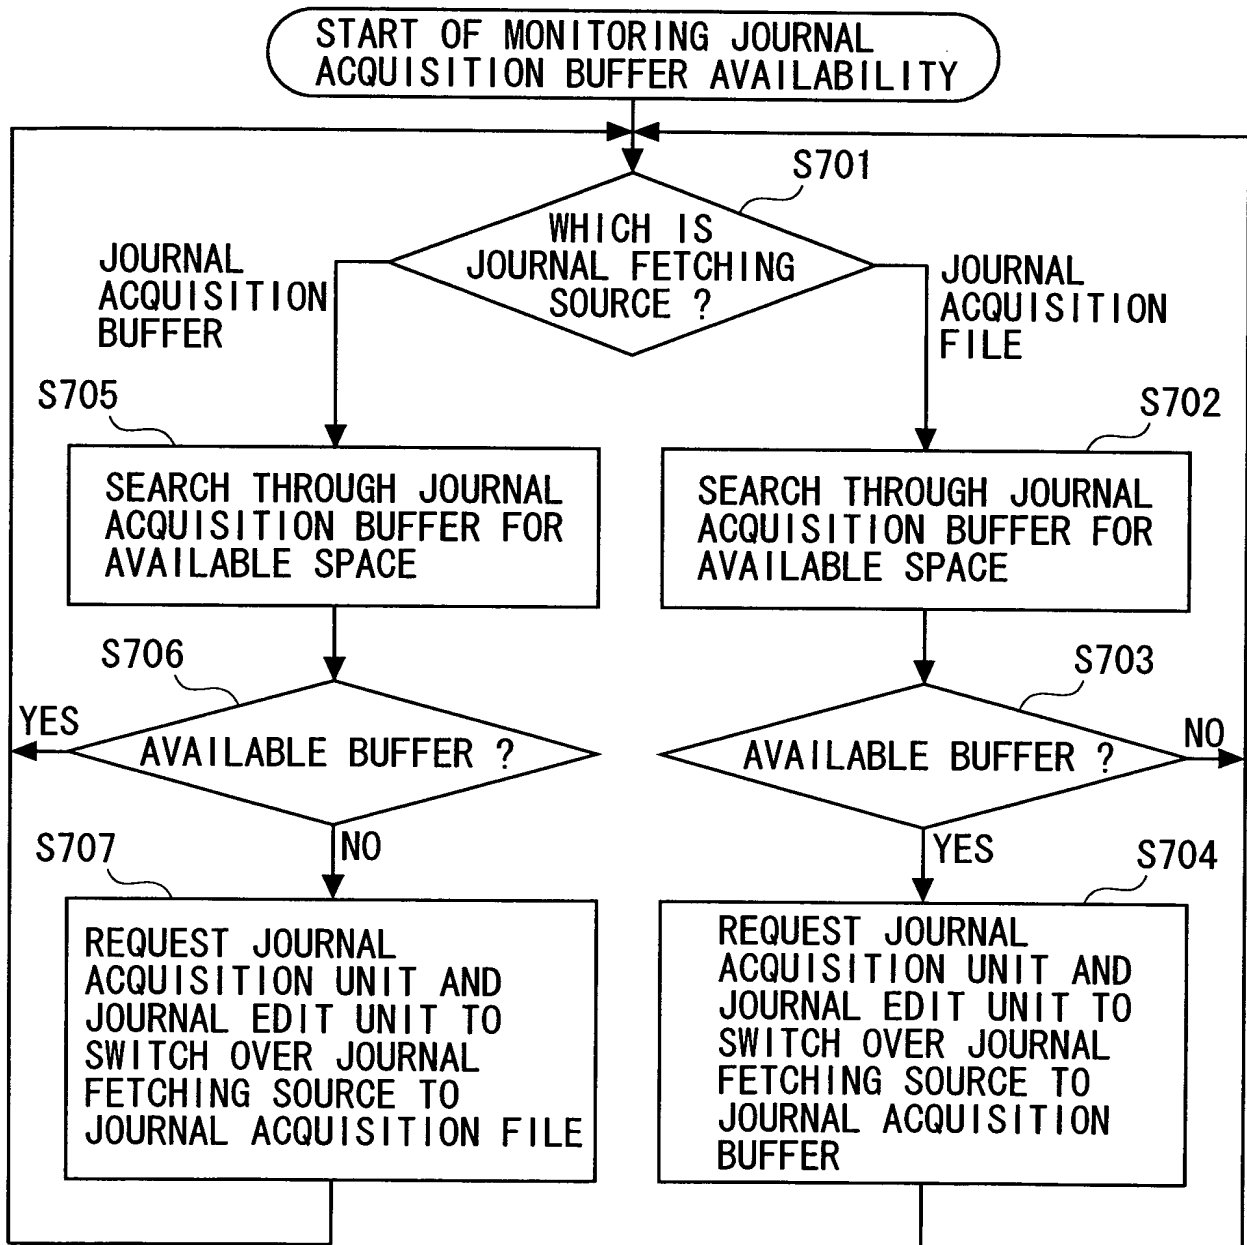 START OF MONITORING JOURNAL
ACQUISITION BUFFER AVAILABILITY
S701
WHICH IS
JOURNAL FETCHING
SOURCE ?
JOURNAL
ACQUISITION
BUFFER
JOURNAL
ACQUISITION
FILE
S705
SEARCH THROUGH JOURNAL
ACQUISITION BUFFER FOR
AVAILABLE SPACE
S702
SEARCH THROUGH JOURNAL
ACQUISITION BUFFER FOR
AVAILABLE SPACE
S706
YES
AVAILABLE BUFFER ?
NO
S703
AVAILABLE BUFFER ?
NO
YES
S707
REQUEST JOURNAL
ACQUISITION UNIT AND
JOURNAL EDIT UNIT TO
SWITCH OVER JOURNAL
FETCHING SOURCE TO
JOURNAL ACQUISITION FILE
S704
REQUEST JOURNAL
ACQUISITION UNIT AND
JOURNAL EDIT UNIT TO
SWITCH OVER JOURNAL
FETCHING SOURCE TO
JOURNAL ACQUISITION
BUFFER